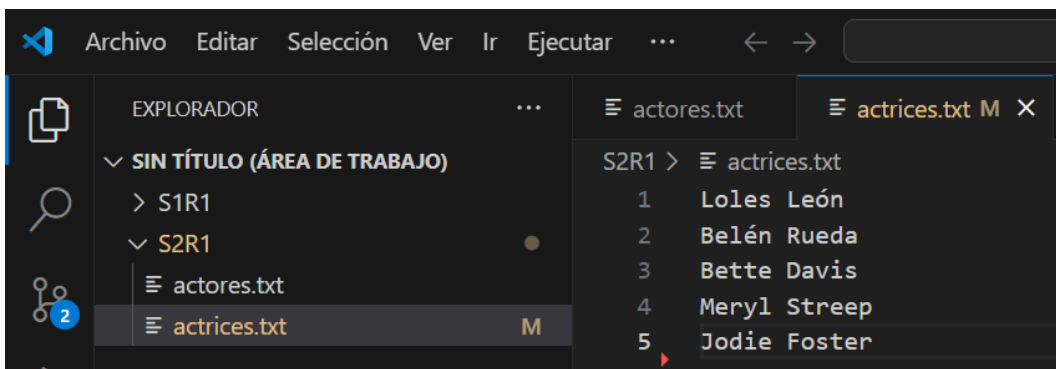 Archivo Editar Selección Ver Ir Ejecutar ...
EXPLORADOR ...
SIN TÍTULO (ÁREA DE TRABAJO)
S1R1
S2R1
actores.txt
actrices.txt M
2
actores.txt actrices.txt M
S2R1 > actrices.txt
1 Loles León
2 Belén Rueda
3 Bette Davis
4 Meryl Streep
5 Jodie Foster